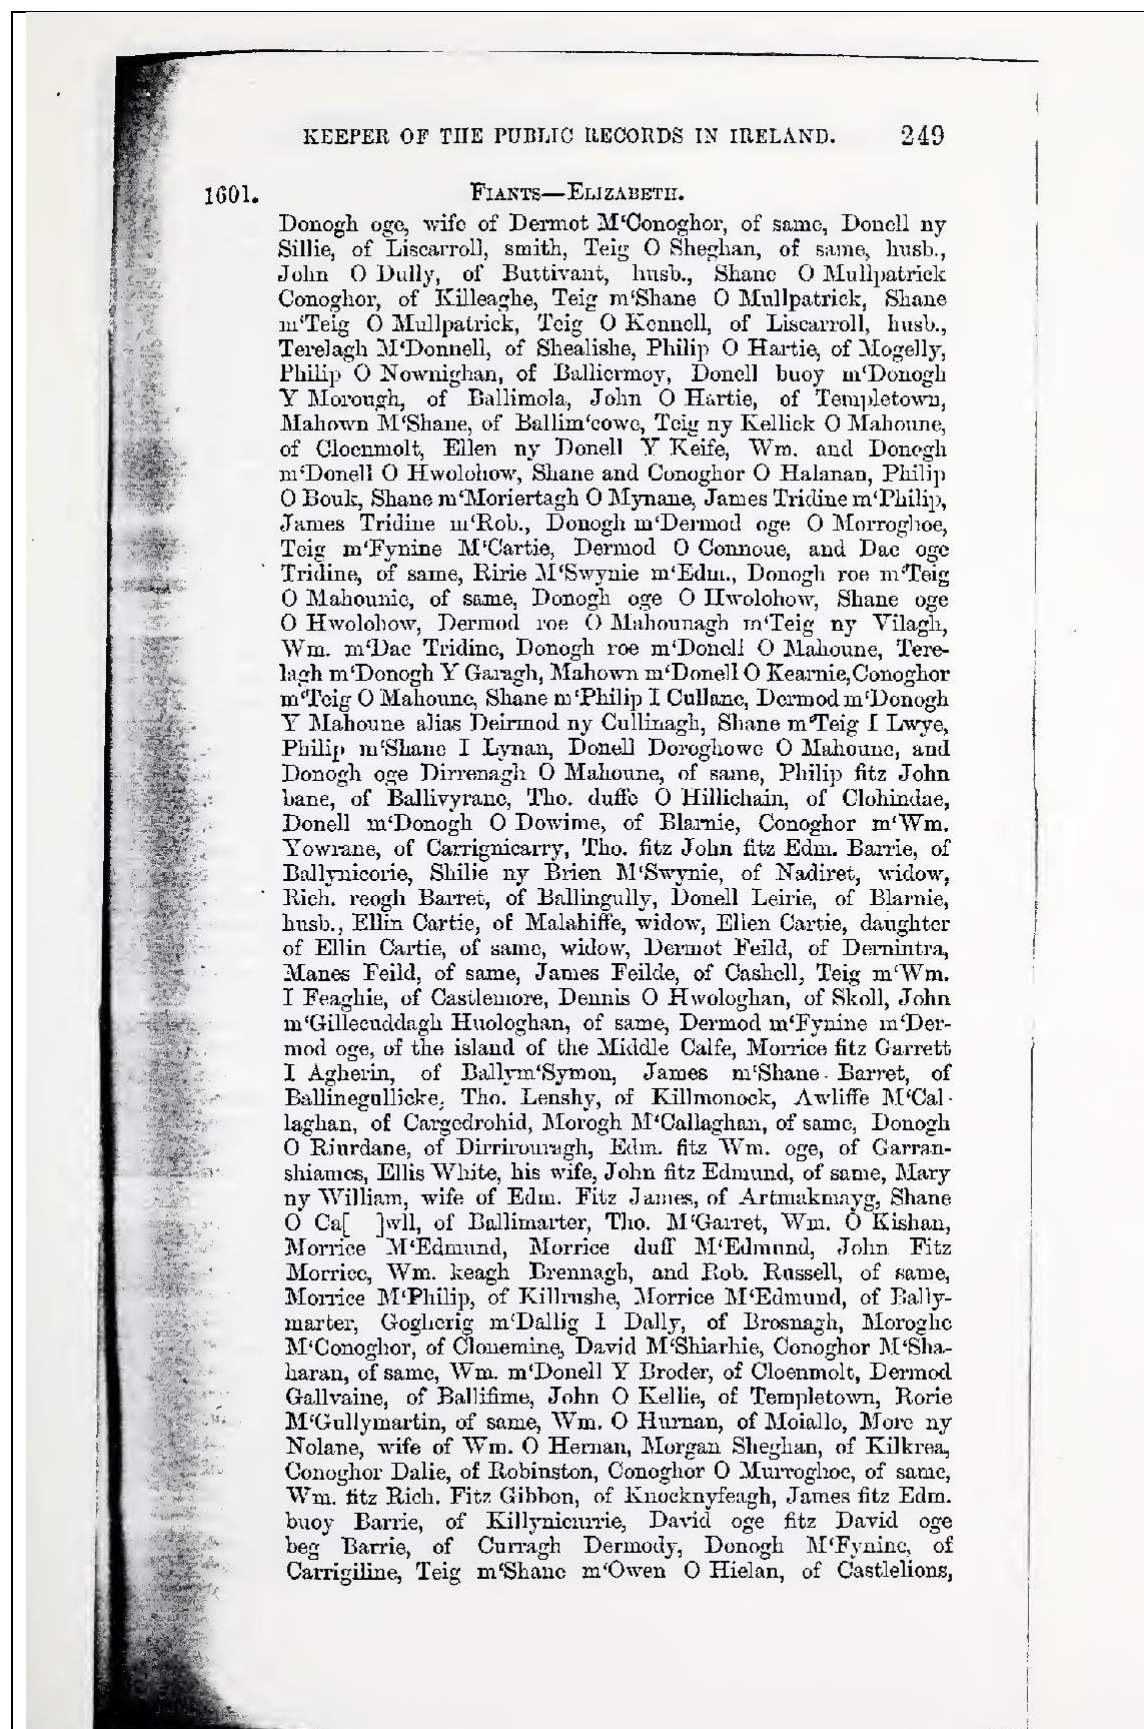 KEEPER OF THE PUBLIC RECORDS IN IRELAND. 249
1601. FIANTS—ELIZABETH.
Donogh oge, wife of Dermot M‘Conoghor, of same, Donell ny
Sillie, of Liscarroll, smith, Teig O Sheghan, of same, husb.,
John O Dully, of Buttivant, husb., Shane O Mullpatrick
Conoghor, of Killeaghe, Teig m‘Shane O Mullpatrick, Shane
m‘Teig O Mullpatrick, Teig O Kennell, of Liscarroll, husb.,
Terelagh M‘Donnell, of Shealishe, Philip O Hartie, of Mogelly,
Philip O Nownighan, of Balliermoy, Donell buoy m‘Donogh
Y Morough, of Ballimola, John O Hartie, of Templetown,
Mahown M‘Shane, of Ballim‘cowe, Teig ny Kellick O Mahoune,
of Cloenmolt, Ellen ny Donell Y Keife, Wm. and Donogh
m‘Donell O Hwolohow, Shane and Conoghor O Halanan, Philip
O Bouk, Shane m‘Moriertagh O Mynane, James Tridine m‘Philip,
James Tridine m‘Rob., Donogh m‘Dermod oge O Morroghoe,
Teig m‘Fynine M‘Cartie, Dermod O Connoue, and Dae oge
Tridine, of same, Ririe M‘Swynie m‘Edm., Donogh roe m‘Teig
O Mahounie, of same, Donogh oge O Hwolohow, Shane oge
O Hwolohow, Dermod roe O Mahounagh m‘Teig ny Vilagh,
Wm. m‘Dae Tridine, Donogh roe m‘Donell O Mahoune, Tere-
lagh m‘Donogh Y Garagh, Mahown m‘Donell O Kearnie, Conoghor
m‘Teig O Mahoune, Shane m‘Philip I Cullane, Dermod m‘Donogh
Y Mahoune alias Deirmod ny Cullinagh, Shane m‘Teig I Lwye,
Philip m‘Shane I Lynan, Donell Doroghowe O Mahoune, and
Donogh oge Dirrenagh O Mahoune, of same, Philip fitz John
bane, of Ballivyrane, Tho. duffe O Hillichain, of Clohindae,
Donell m‘Donogh O Dowime, of Blarnie, Conoghor m‘Wm.
Yowrane, of Carrignicarry, Tho. fitz John fitz Edm. Barrie, of
Ballynicorie, Shilie ny Brien M‘Swynie, of Nadiret, widow,
Rich. reogh Barret, of Ballingully, Donell Leirie, of Blarnie,
husb., Ellin Cartie, of Malahiffe, widow, Ellen Cartie, daughter
of Ellin Cartie, of same, widow, Dermot Feild, of Dernintra,
Manes Feild, of same, James Feilde, of Cashell, Teig m‘Wm.
I Feaghie, of Castlemore, Dennis O Hwologhan, of Skoll, John
m‘Gillecuddagh Huologhan, of same, Dermod m‘Fynine m‘Der-
mod oge, of the island of the Middle Calfe, Morrice fitz Garrett
I Agherin, of Ballym‘Symon, James m‘Shane Barret, of
Ballinegullicke, Tho. Lenshy, of Killmonock, Awliffe M‘Cal-
laghan, of Cargedrohid, Morogh M‘Callaghan, of same, Donogh
O Riurdane, of Dirrirouragh, Edm. fitz Wm. oge, of Garran-
shiames, Ellis White, his wife, John fitz Edmund, of same, Mary
ny William, wife of Edm. Fitz James, of Artmakmayg, Shane
O Ca[ ]wll, of Ballimarter, Tho. M‘Garret, Wm. O Kishan,
Morrice M‘Edmund, Morrice duff M‘Edmund, John Fitz
Morrice, Wm. keagh Brennagh, and Rob. Russell, of same,
Morrice M‘Philip, of Killrushe, Morrice M‘Edmund, of Bally-
marter, Gogherig m‘Dallig I Dally, of Brosnagh, Moroghe
M‘Conoghor, of Clouemine, David M‘Shiarhie, Conoghor M‘Sha-
haran, of same, Wm. m‘Donell Y Broder, of Cloenmolt, Dermod
Gallvaine, of Ballifime, John O Kellie, of Templetown, Rorie
M‘Gullymartin, of same, Wm. O Hurnan, of Moiallo, More ny
Nolane, wife of Wm. O Hernan, Morgan Sheghan, of Kilkrea,
Conoghor Dalie, of Robinston, Conoghor O Murroghoe, of same,
Wm. fitz Rich. Fitz Gibbon, of Knocknyfeagh, James fitz Edm.
buoy Barrie, of Killynicurrie, David oge fitz David oge
beg Barrie, of Curragh Dermody, Donogh M‘Fynine, of
Carrigiline, Teig m‘Shane m‘Owen O Hielan, of Castlelions,